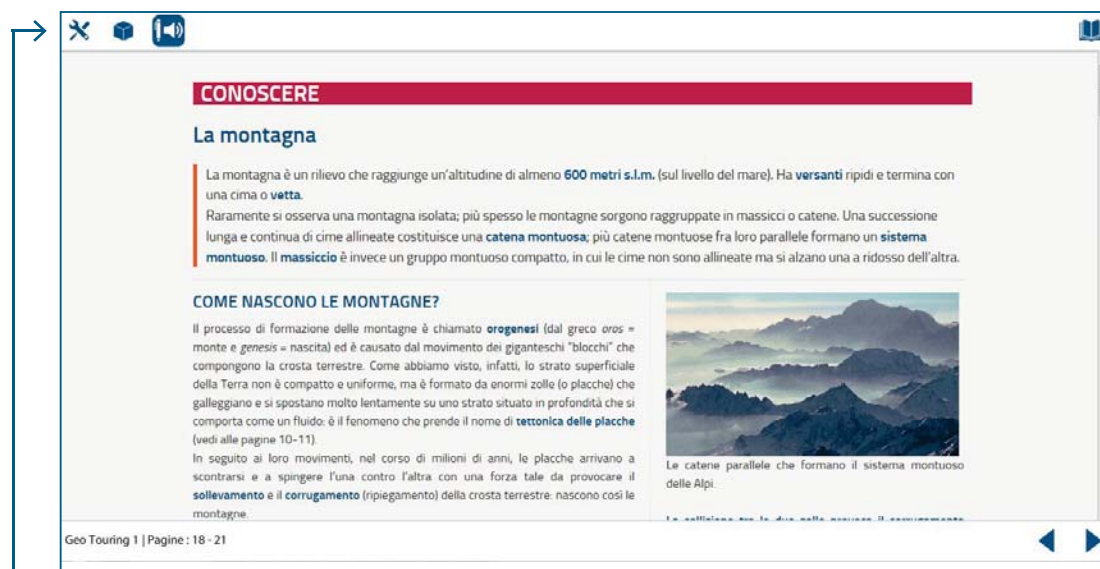 CONOSCERE
La montagna
La montagna è un rilievo che raggiunge un'altitudine di almeno 600 metri s.l.m. (sul livello del mare). Ha versanti ripidi e termina con
una cima o vetta.
Raramente si osserva una montagna isolata; più spesso le montagne sorgono raggruppate in massicci o catene. Una successione
lunga e continua di cime allineate costituisce una catena montuosa; più catene montuose fra loro parallele formano un sistema
montuoso. Il massiccio è invece un gruppo montuoso compatto, in cui le cime non sono allineate ma si alzano una a ridosso dell'altra.
COME NASCONO LE MONTAGNE?
Il processo di formazione delle montagne è chiamato orogenesi (dal greco oros =
monte e genesis = nascita) ed è causato dal movimento dei giganteschi "blocchi" che
compongono la crosta terrestre. Come abbiamo visto, infatti, lo strato superficiale
della Terra non è compatto e uniforme, ma è formato da enormi zolle (o placche) che
galleggiano e si spostano molto lentamente su uno strato situato in profondità che si
comporta come un fluido: è il fenomeno che prende il nome di tettonica delle placche
(vedi alle pagine 10-11).
In seguito ai loro movimenti, nel corso di milioni di anni, le placche arrivano a
scontrarsi e a spingere l'una contro l'altra con una forza tale da provocare il
sollevamento e il corrugamento (ripiegamento) della crosta terrestre: nascono così le
montagne.
Le catene parallele che formano il sistema montuoso
delle Alpi.
La collisione tra le due zolle provoca il corrugamento
Geo Touring 1 | Pagine : 18 - 21